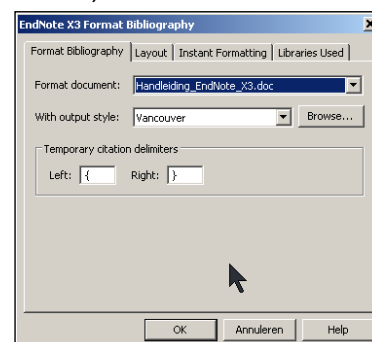 EndNote X3 Format Bibliography
Format Bibliography Layout Instant Formatting Libraries Used
Format document: Handleiding_EndNote_X3.doc
With output style: Vancouver Browse...
Temporary citation delimiters
Left: { Right: }
OK Annuleren Help